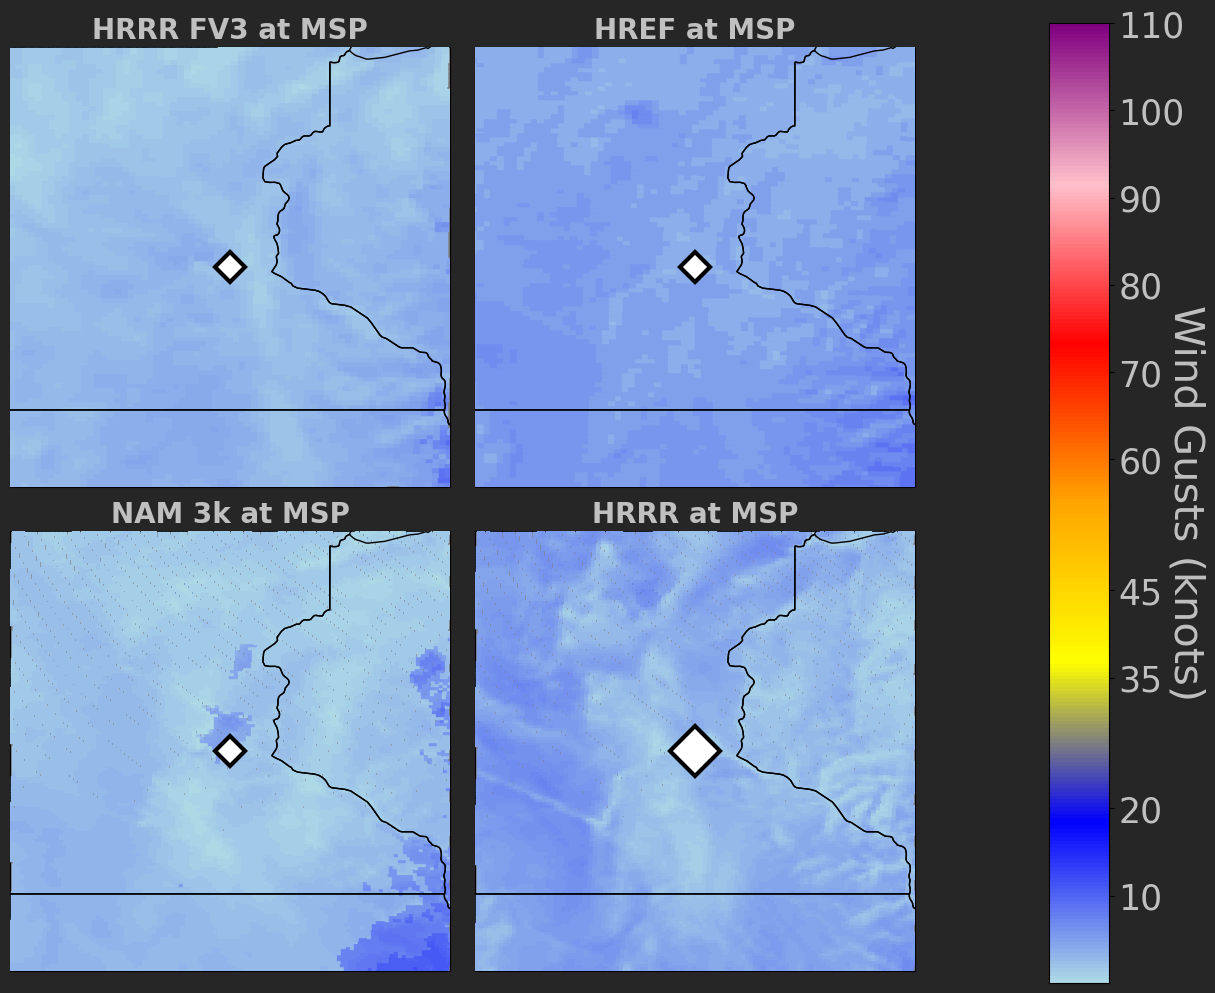 HRRR FV3 at MSP
HREF at MSP
NAM 3k at MSP
HRRR at MSP
110
100
90
80
70
60
45
35
20
10
Wind Gusts (knots)